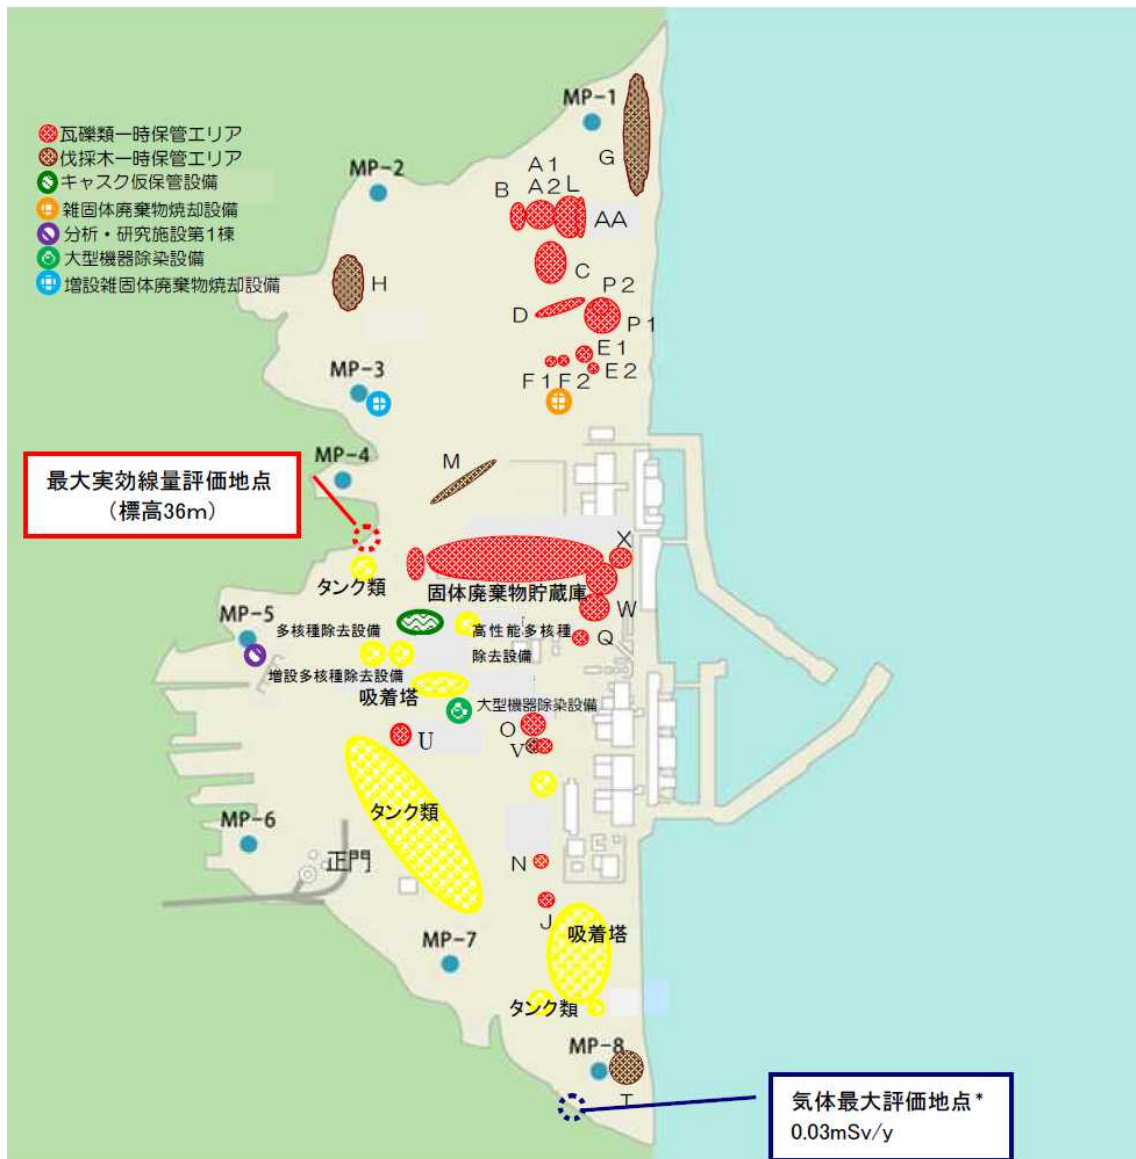 MP-1
瓦礫類一時保管エリア
伐採木一時保管エリア
キャスク仮保管設備
雑固体廃棄物焼却設備
分析・研究施設第1棟
大型機器除染設備
増設雑固体廃棄物焼却設備
MP-2
G
A1
B
A2
L
AA
C
H
P2
D
P1
E1
E2
F1
F2
MP-3
MP-4
M
最大実効線量評価地点
(標高36m)
X
タンク類
固体廃棄物貯蔵庫
W
MP-5
多核種除去設備
高性能多核種
除去設備
Q
増設多核種除去設備
吸着塔
大型機器除染設備
O
U
V
タンク類
MP-6
正門
N
J
吸着塔
MP-7
タンク類
MP-8
T
気体最大評価地点*
0.03mSv/y